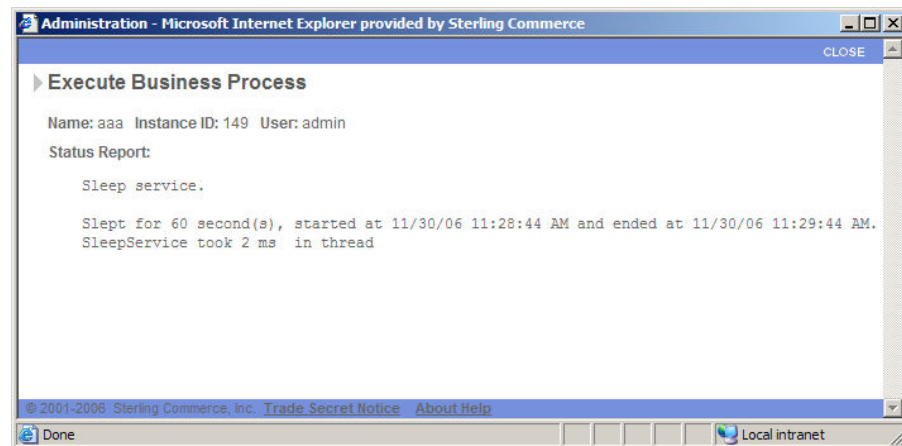 Administration - Microsoft Internet Explorer provided by Sterling Commerce
CLOSE
Execute Business Process
Name: aaa Instance ID: 149 User: admin
Status Report:
Sleep service.
Slept for 60 second(s), started at 11/30/06 11:28:44 AM and ended at 11/30/06 11:29:44 AM.
SleepService took 2 ms in thread
© 2001-2006 Sterling Commerce, Inc. Trade Secret Notice About Help
Done
Local intranet